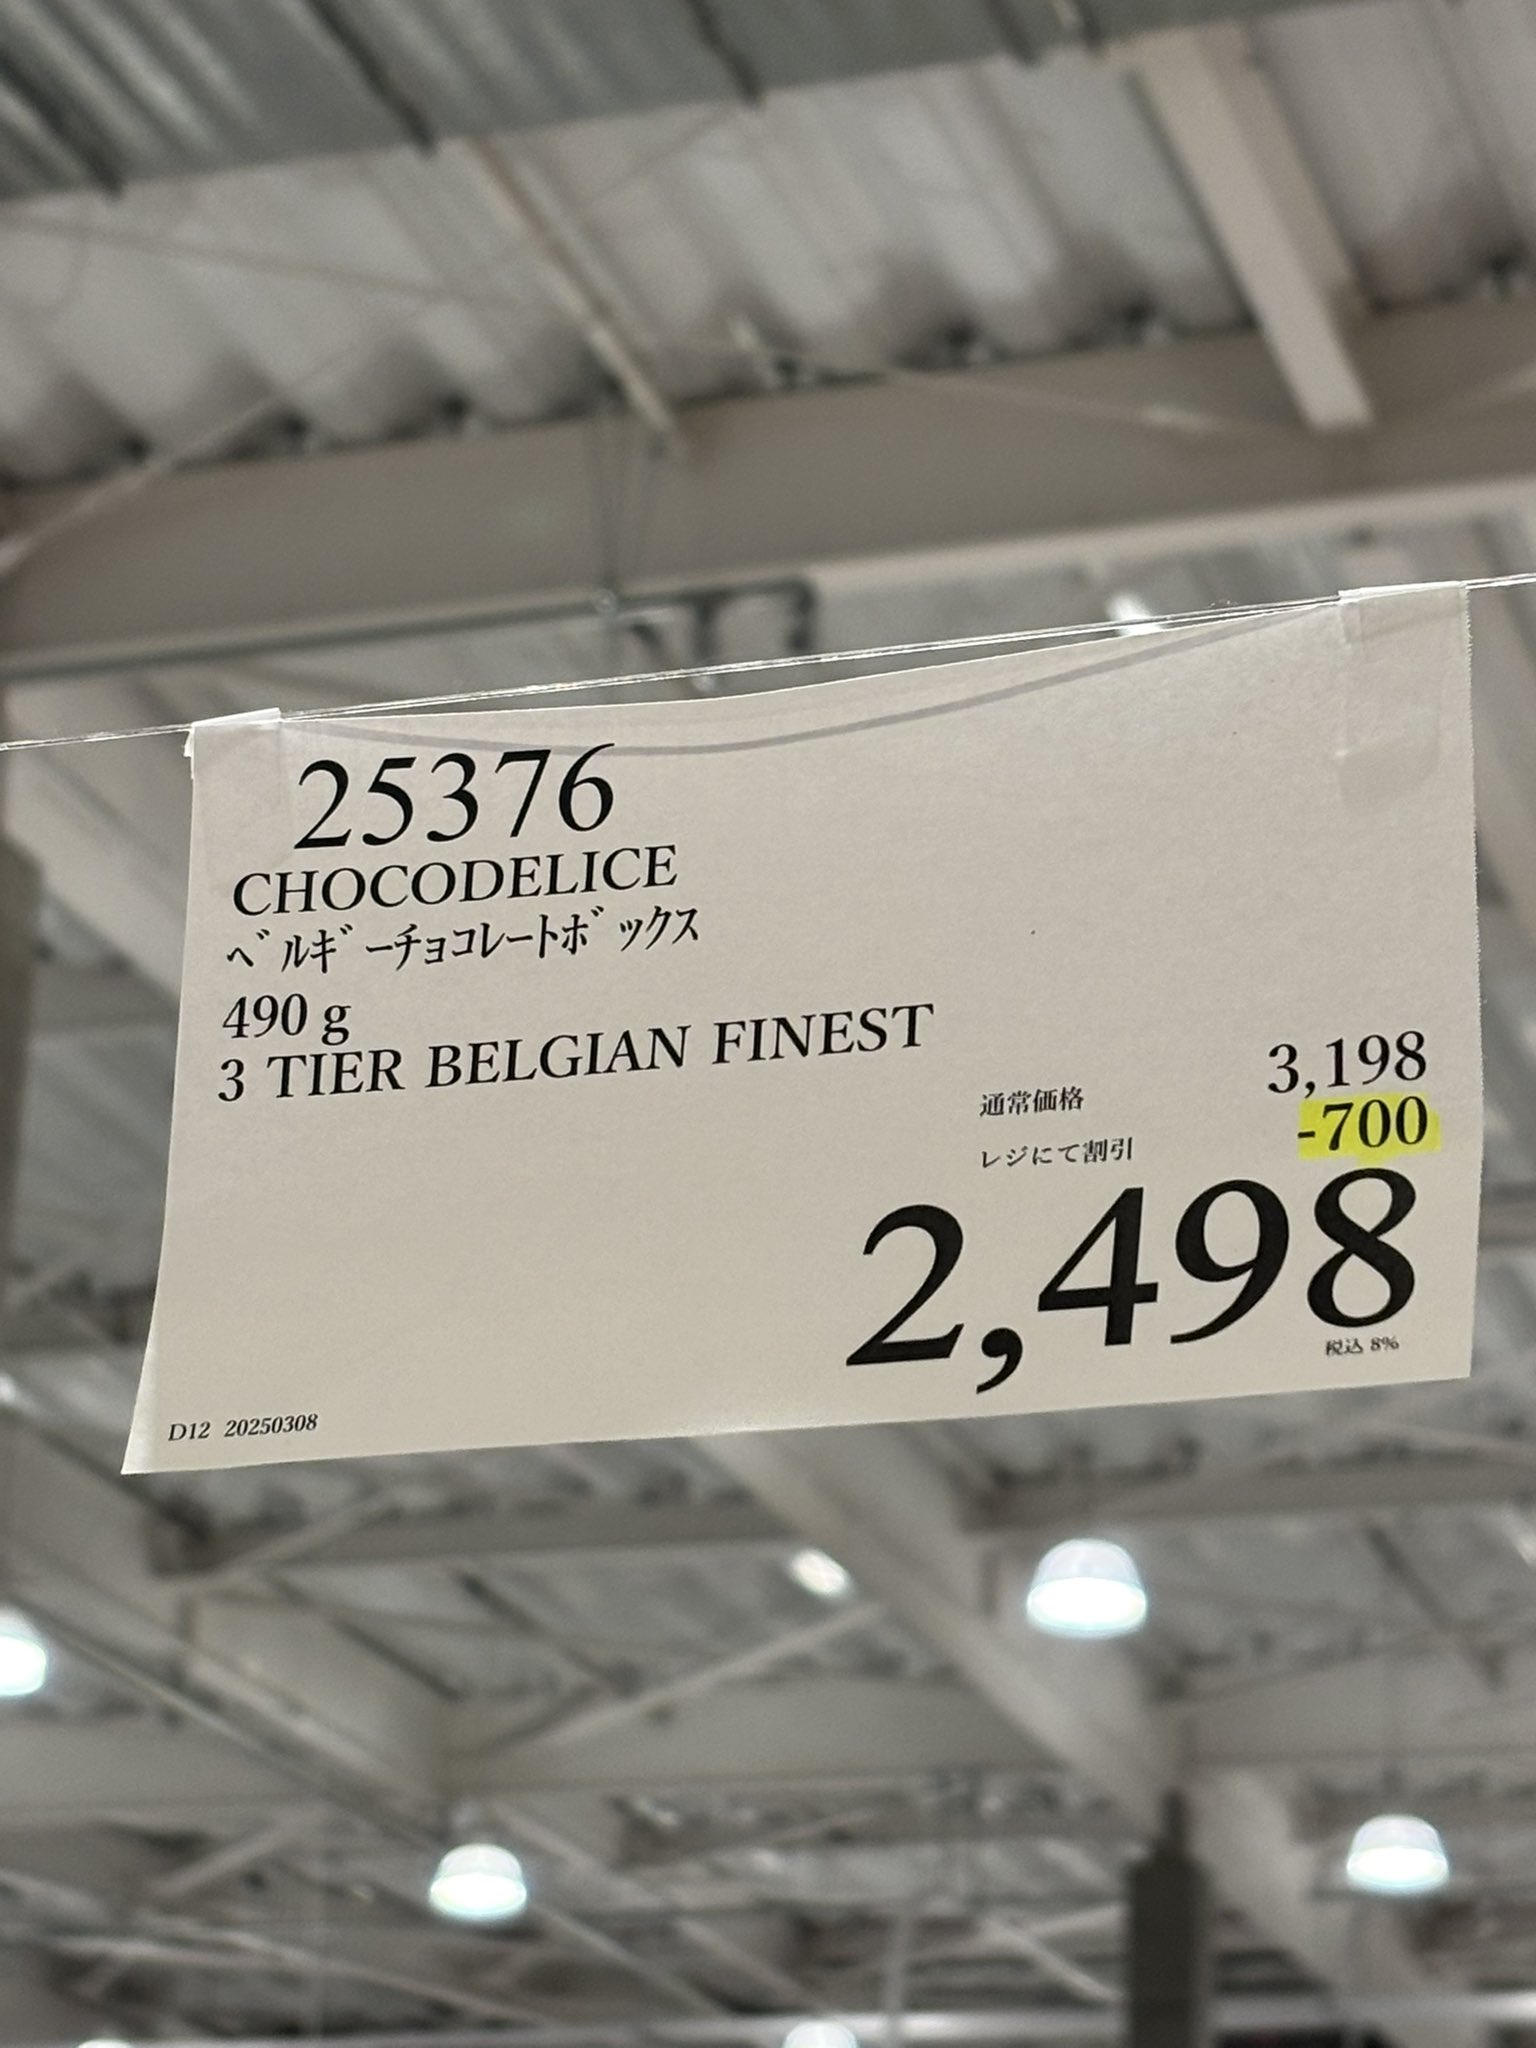 25376
CHOCODELICE
ベルギーチョコレートボックス
490 g
3 TIER BELGIAN FINEST
通常価格 3,198
レジにて割引 -700
2,498
税込 8%
D12 20250308